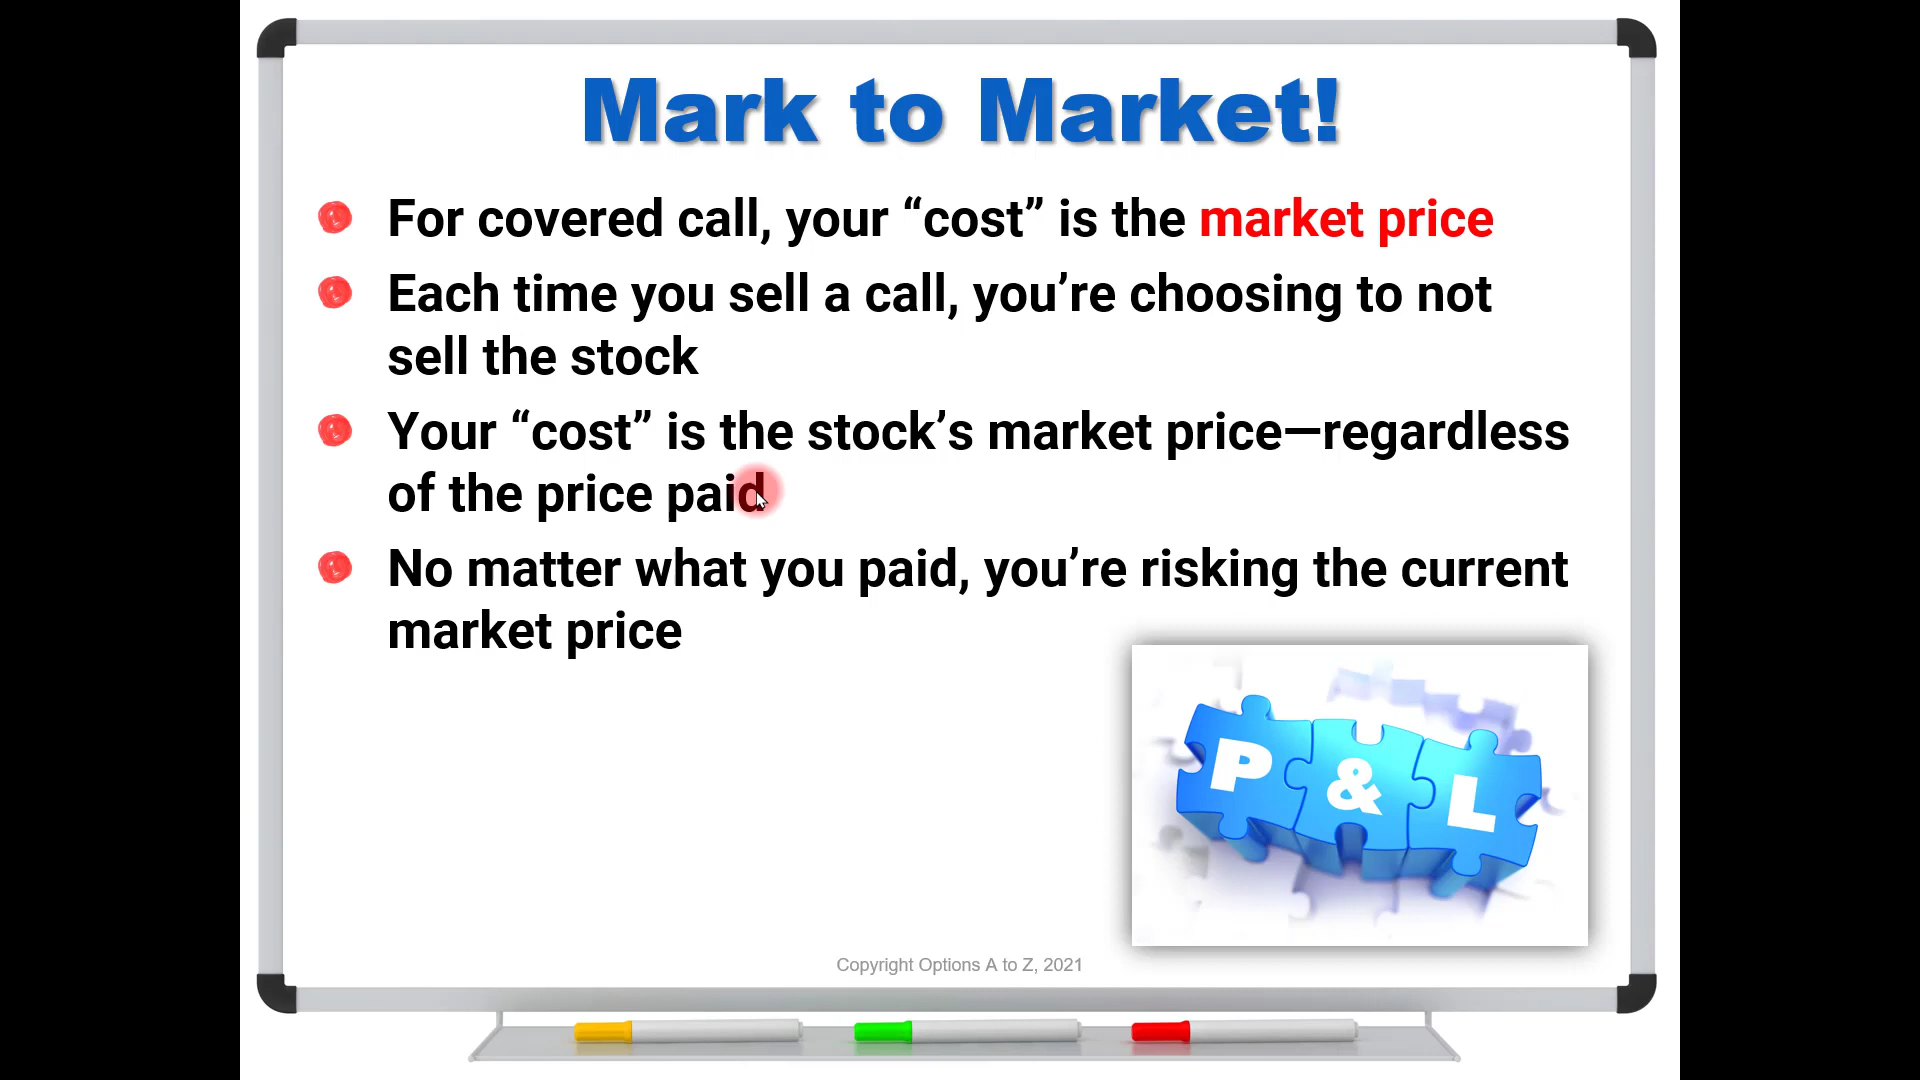 Mark to Market!
For covered call, your “cost” is the market price
Each time you sell a call, you’re choosing to not
sell the stock
Your “cost” is the stock’s market price—regardless
of the price paid
No matter what you paid, you’re risking the current
market price
P & L
Copyright Options A to Z, 2021